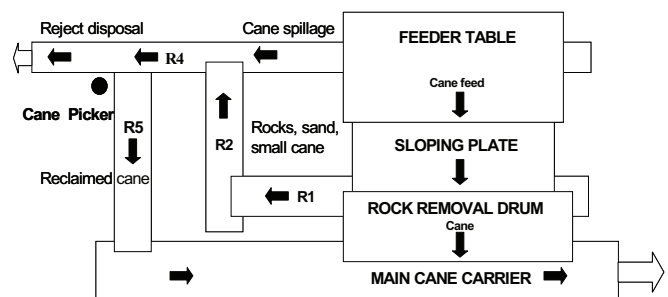 Reject disposal
Cane spillage
FEEDER TABLE
R4
Cane feed
Cane Picker
R5
R2
Rocks, sand,
small cane
SLOPING PLATE
Reclaimed cane
R1
ROCK REMOVAL DRUM
Cane
MAIN CANE CARRIER